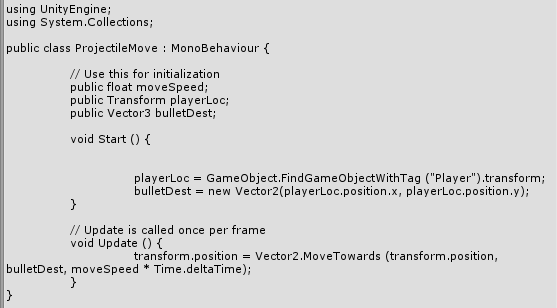 using UnityEngine;
using System.Collections;
public class ProjectileMove : MonoBehaviour {
// Use this for initialization
public float moveSpeed;
public Transform playerLoc;
public Vector3 bulletDest;
void Start () {
playerLoc = GameObject.FindGameObjectWithTag ("Player").transform;
bulletDest = new Vector2(playerLoc.position.x, playerLoc.position.y);
}
// Update is called once per frame
void Update () {
transform.position = Vector2.MoveTowards (transform.position,
bulletDest, moveSpeed * Time.deltaTime);
}
}